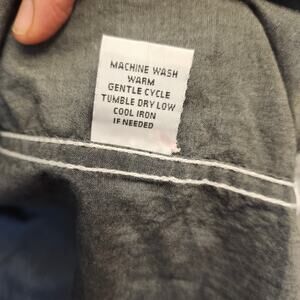 MACHINE WASH
WARM
GENTLE CYCLE
TUMBLE DRY LOW
COOL IRON
IF NEEDED